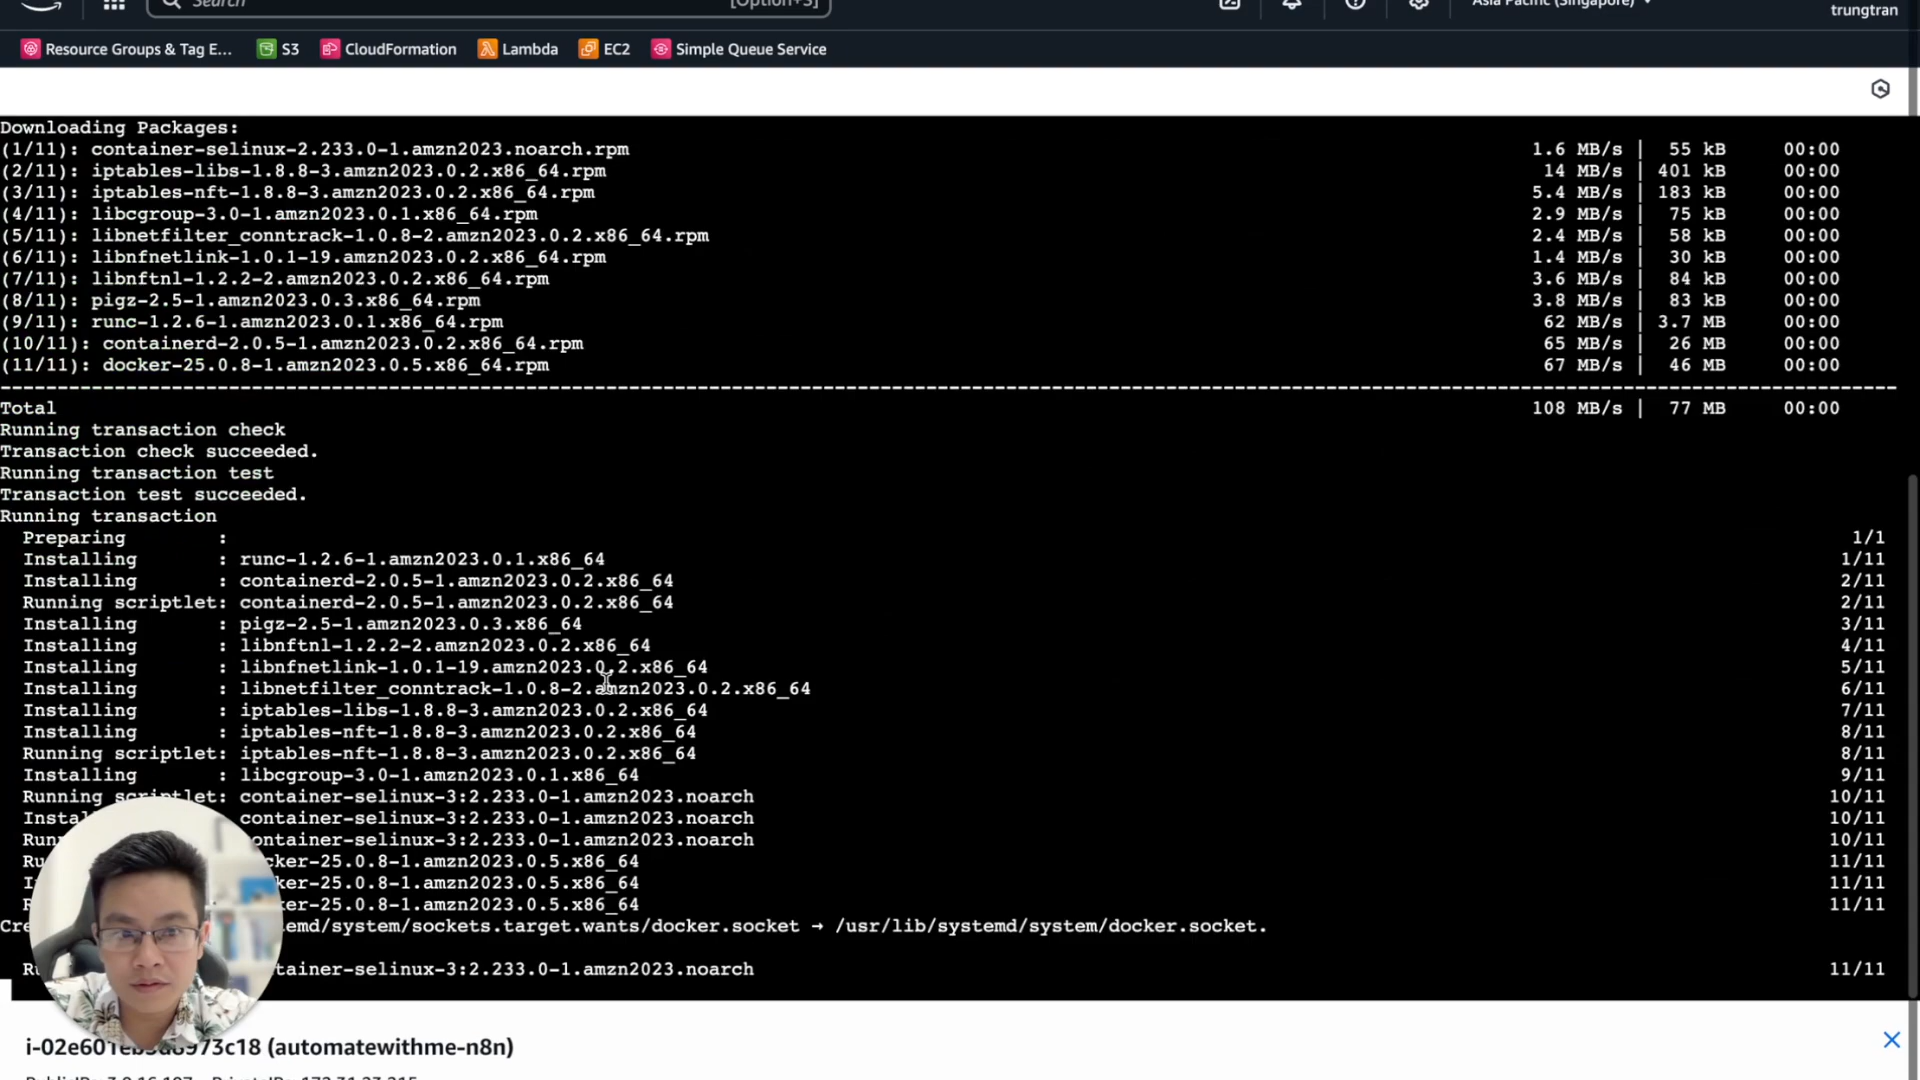 Search [Option+S] Asia Pacific (Singapore)
trungtran
Resource Groups & Tag E... S3 CloudFormation Lambda EC2 Simple Queue Service
Downloading Packages:
(1/11): container-selinux-2.233.0-1.amzn2023.noarch.rpm 1.6 MB/s | 55 kB 00:00
(2/11): iptables-libs-1.8.8-3.amzn2023.0.2.x86_64.rpm 14 MB/s | 401 kB 00:00
(3/11): iptables-nft-1.8.8-3.amzn2023.0.2.x86_64.rpm 5.4 MB/s | 183 kB 00:00
(4/11): libcgroup-3.0-1.amzn2023.0.1.x86_64.rpm 2.9 MB/s | 75 kB 00:00
(5/11): libnetfilter_conntrack-1.0.8-2.amzn2023.0.2.x86_64.rpm 2.4 MB/s | 58 kB 00:00
(6/11): libnfnetlink-1.0.1-19.amzn2023.0.2.x86_64.rpm 1.4 MB/s | 30 kB 00:00
(7/11): libnftnl-1.2.2-2.amzn2023.0.2.x86_64.rpm 3.6 MB/s | 84 kB 00:00
(8/11): pigz-2.5-1.amzn2023.0.3.x86_64.rpm 3.8 MB/s | 83 kB 00:00
(9/11): runc-1.2.6-1.amzn2023.0.1.x86_64.rpm 62 MB/s | 3.7 MB 00:00
(10/11): containerd-2.0.5-1.amzn2023.0.2.x86_64.rpm 65 MB/s | 26 MB 00:00
(11/11): docker-25.0.8-1.amzn2023.0.5.x86_64.rpm 67 MB/s | 46 MB 00:00
Total 108 MB/s | 77 MB 00:00
Running transaction check
Transaction check succeeded.
Running transaction test
Transaction test succeeded.
Running transaction
Preparing : 1/1
Installing : runc-1.2.6-1.amzn2023.0.1.x86_64 1/11
Installing : containerd-2.0.5-1.amzn2023.0.2.x86_64 2/11
Running scriptlet: containerd-2.0.5-1.amzn2023.0.2.x86_64 2/11
Installing : pigz-2.5-1.amzn2023.0.3.x86_64 3/11
Installing : libnftnl-1.2.2-2.amzn2023.0.2.x86_64 4/11
Installing : libnfnetlink-1.0.1-19.amzn2023.0.2.x86_64 5/11
Installing : libnetfilter_conntrack-1.0.8-2.amzn2023.0.2.x86_64 6/11
Installing : iptables-libs-1.8.8-3.amzn2023.0.2.x86_64 7/11
Installing : iptables-nft-1.8.8-3.amzn2023.0.2.x86_64 8/11
Running scriptlet: iptables-nft-1.8.8-3.amzn2023.0.2.x86_64 8/11
Installing : libcgroup-3.0-1.amzn2023.0.1.x86_64 9/11
Running scriptlet: container-selinux-3:2.233.0-1.amzn2023.noarch 10/11
Insta container-selinux-3:2.233.0-1.amzn2023.noarch 10/11
Run ontainer-selinux-3:2.233.0-1.amzn2023.noarch 10/11
Ru cker-25.0.8-1.amzn2023.0.5.x86_64 11/11
I ker-25.0.8-1.amzn2023.0.5.x86_64 11/11
ker-25.0.8-1.amzn2023.0.5.x86_64 11/11
Cre emd/system/sockets.target.wants/docker.socket → /usr/lib/systemd/system/docker.socket.
Ru tainer-selinux-3:2.233.0-1.amzn2023.noarch 11/11
(automatewithme-n8n)